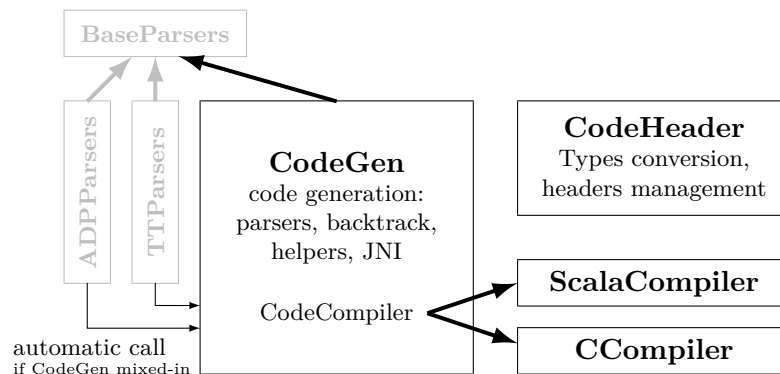 BaseParsers
ADPParsers
TTParsers
CodeGen
code generation:
parsers, backtrack,
helpers, JNI
CodeCompiler
CodeHeader
Types conversion,
headers management
ScalaCompiler
CCompiler
automatic call
if CodeGen mixed-in